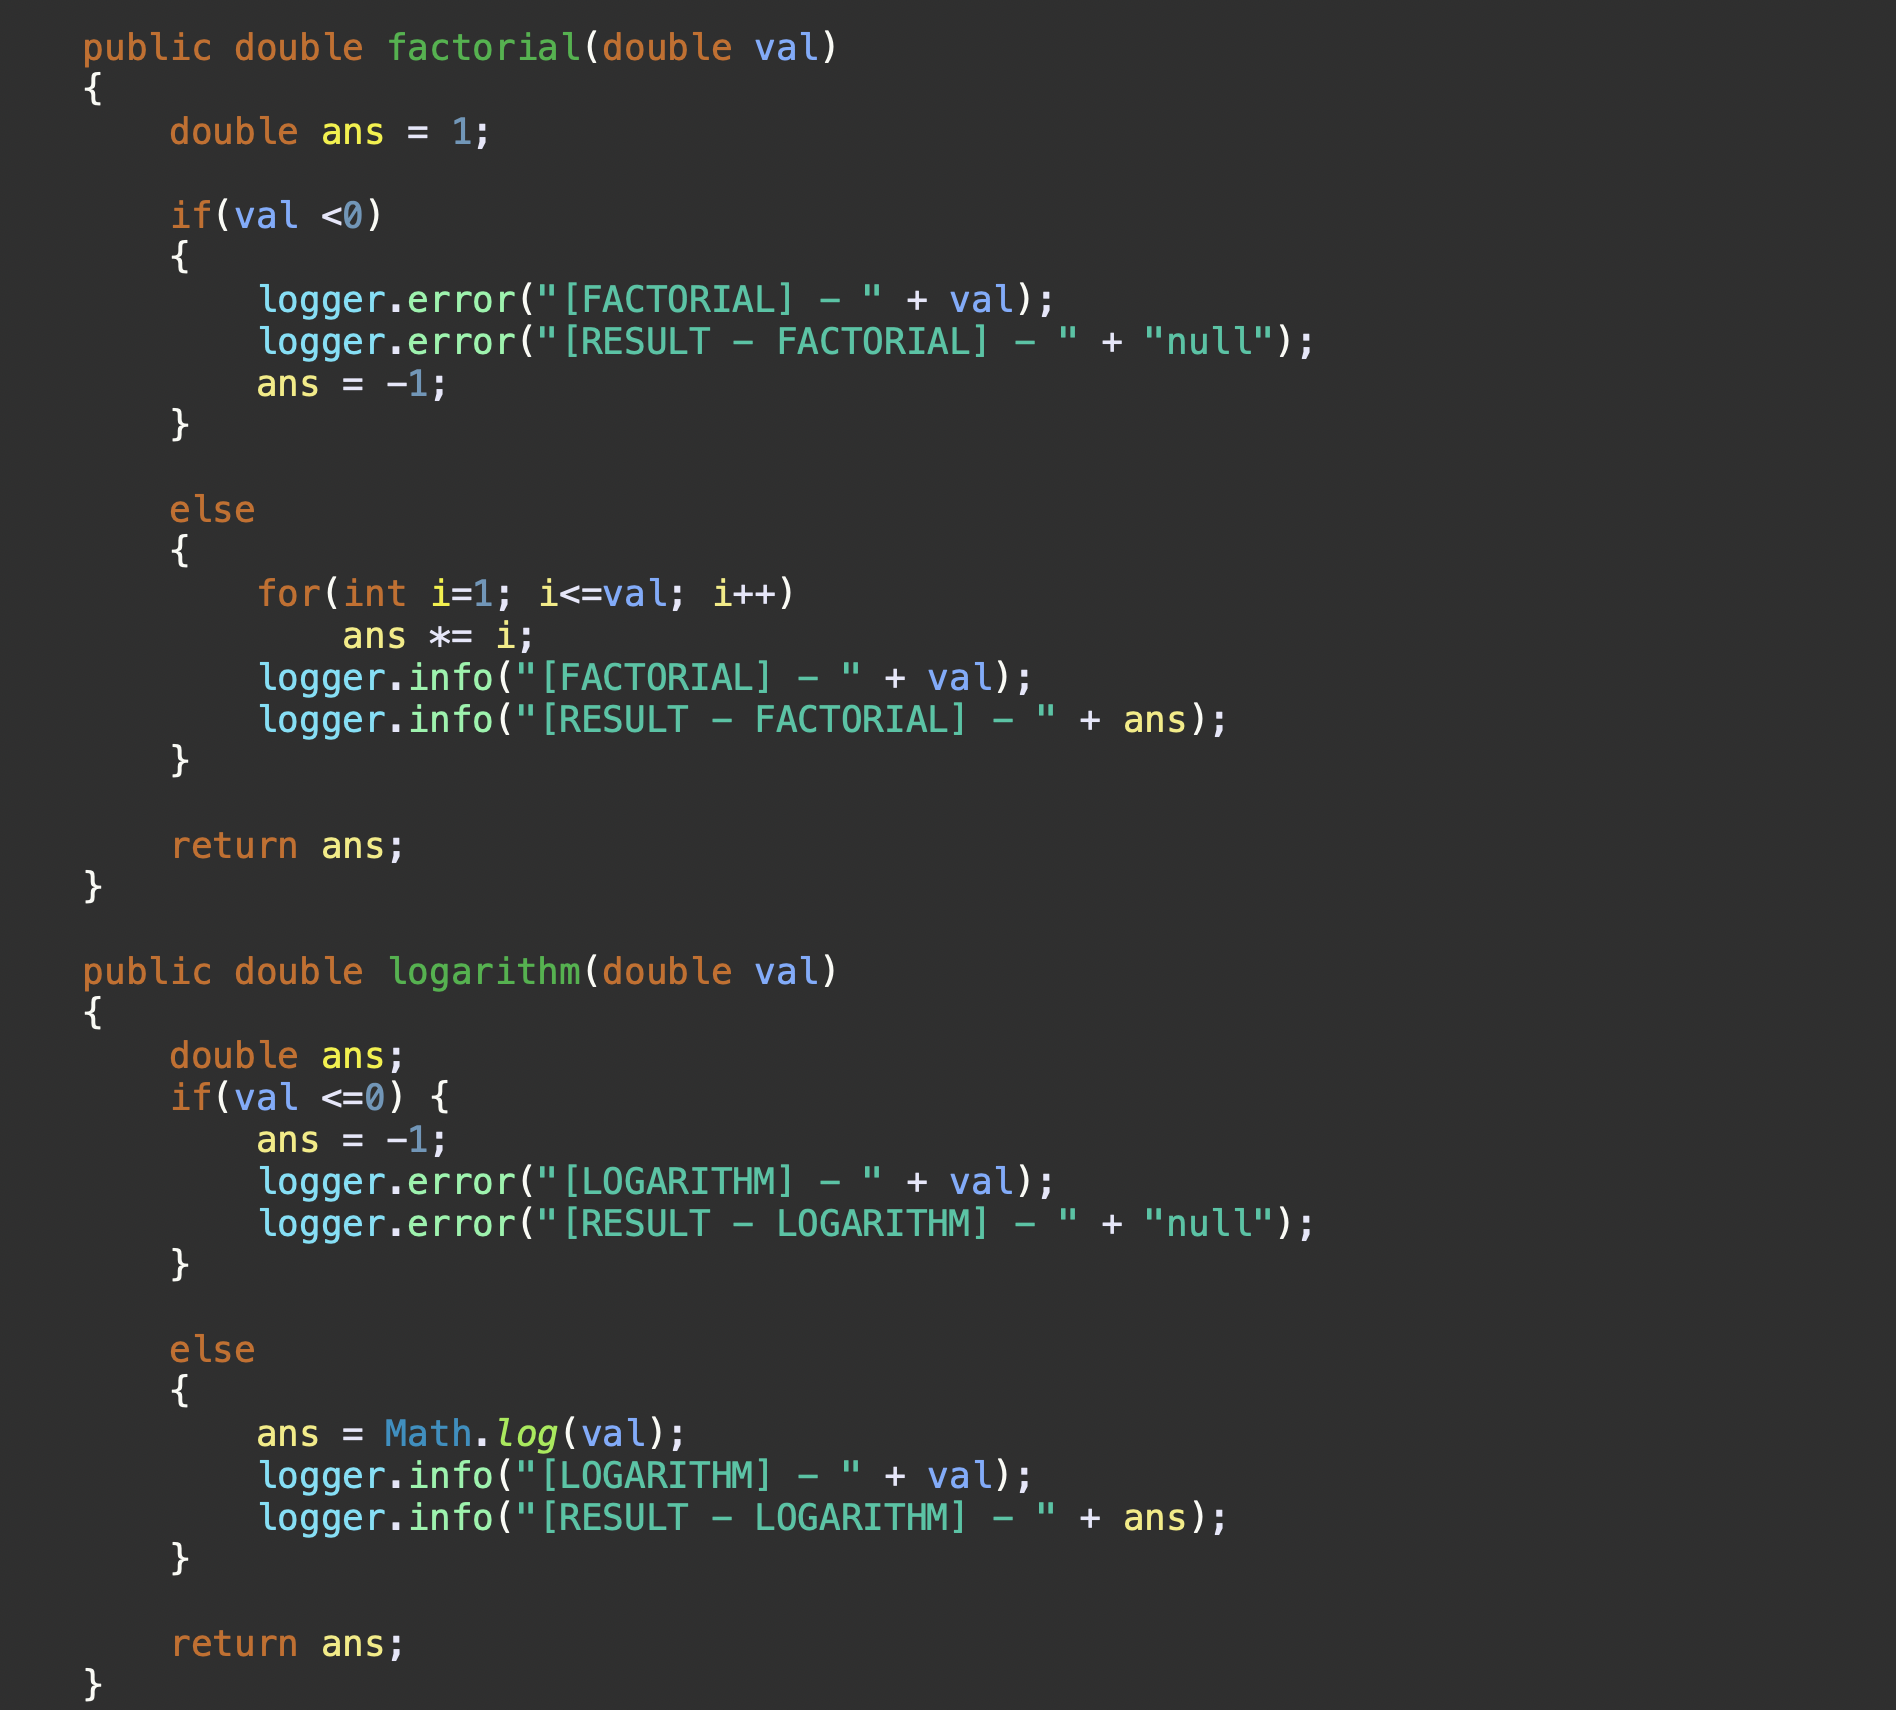 public double factorial(double val)
{
    double ans = 1;

    if(val <0)
    {
        logger.error("[FACTORIAL] - " + val);
        logger.error("[RESULT - FACTORIAL] - " + "null");
        ans = -1;
    }

    else
    {
        for(int i=1; i<=val; i++)
            ans *= i;
        logger.info("[FACTORIAL] - " + val);
        logger.info("[RESULT - FACTORIAL] - " + ans);
    }

    return ans;
}

public double logarithm(double val)
{
    double ans;
    if(val <=0) {
        ans = -1;
        logger.error("[LOGARITHM] - " + val);
        logger.error("[RESULT - LOGARITHM] - " + "null");
    }

    else
    {
        ans = Math.log(val);
        logger.info("[LOGARITHM] - " + val);
        logger.info("[RESULT - LOGARITHM] - " + ans);
    }

    return ans;
}